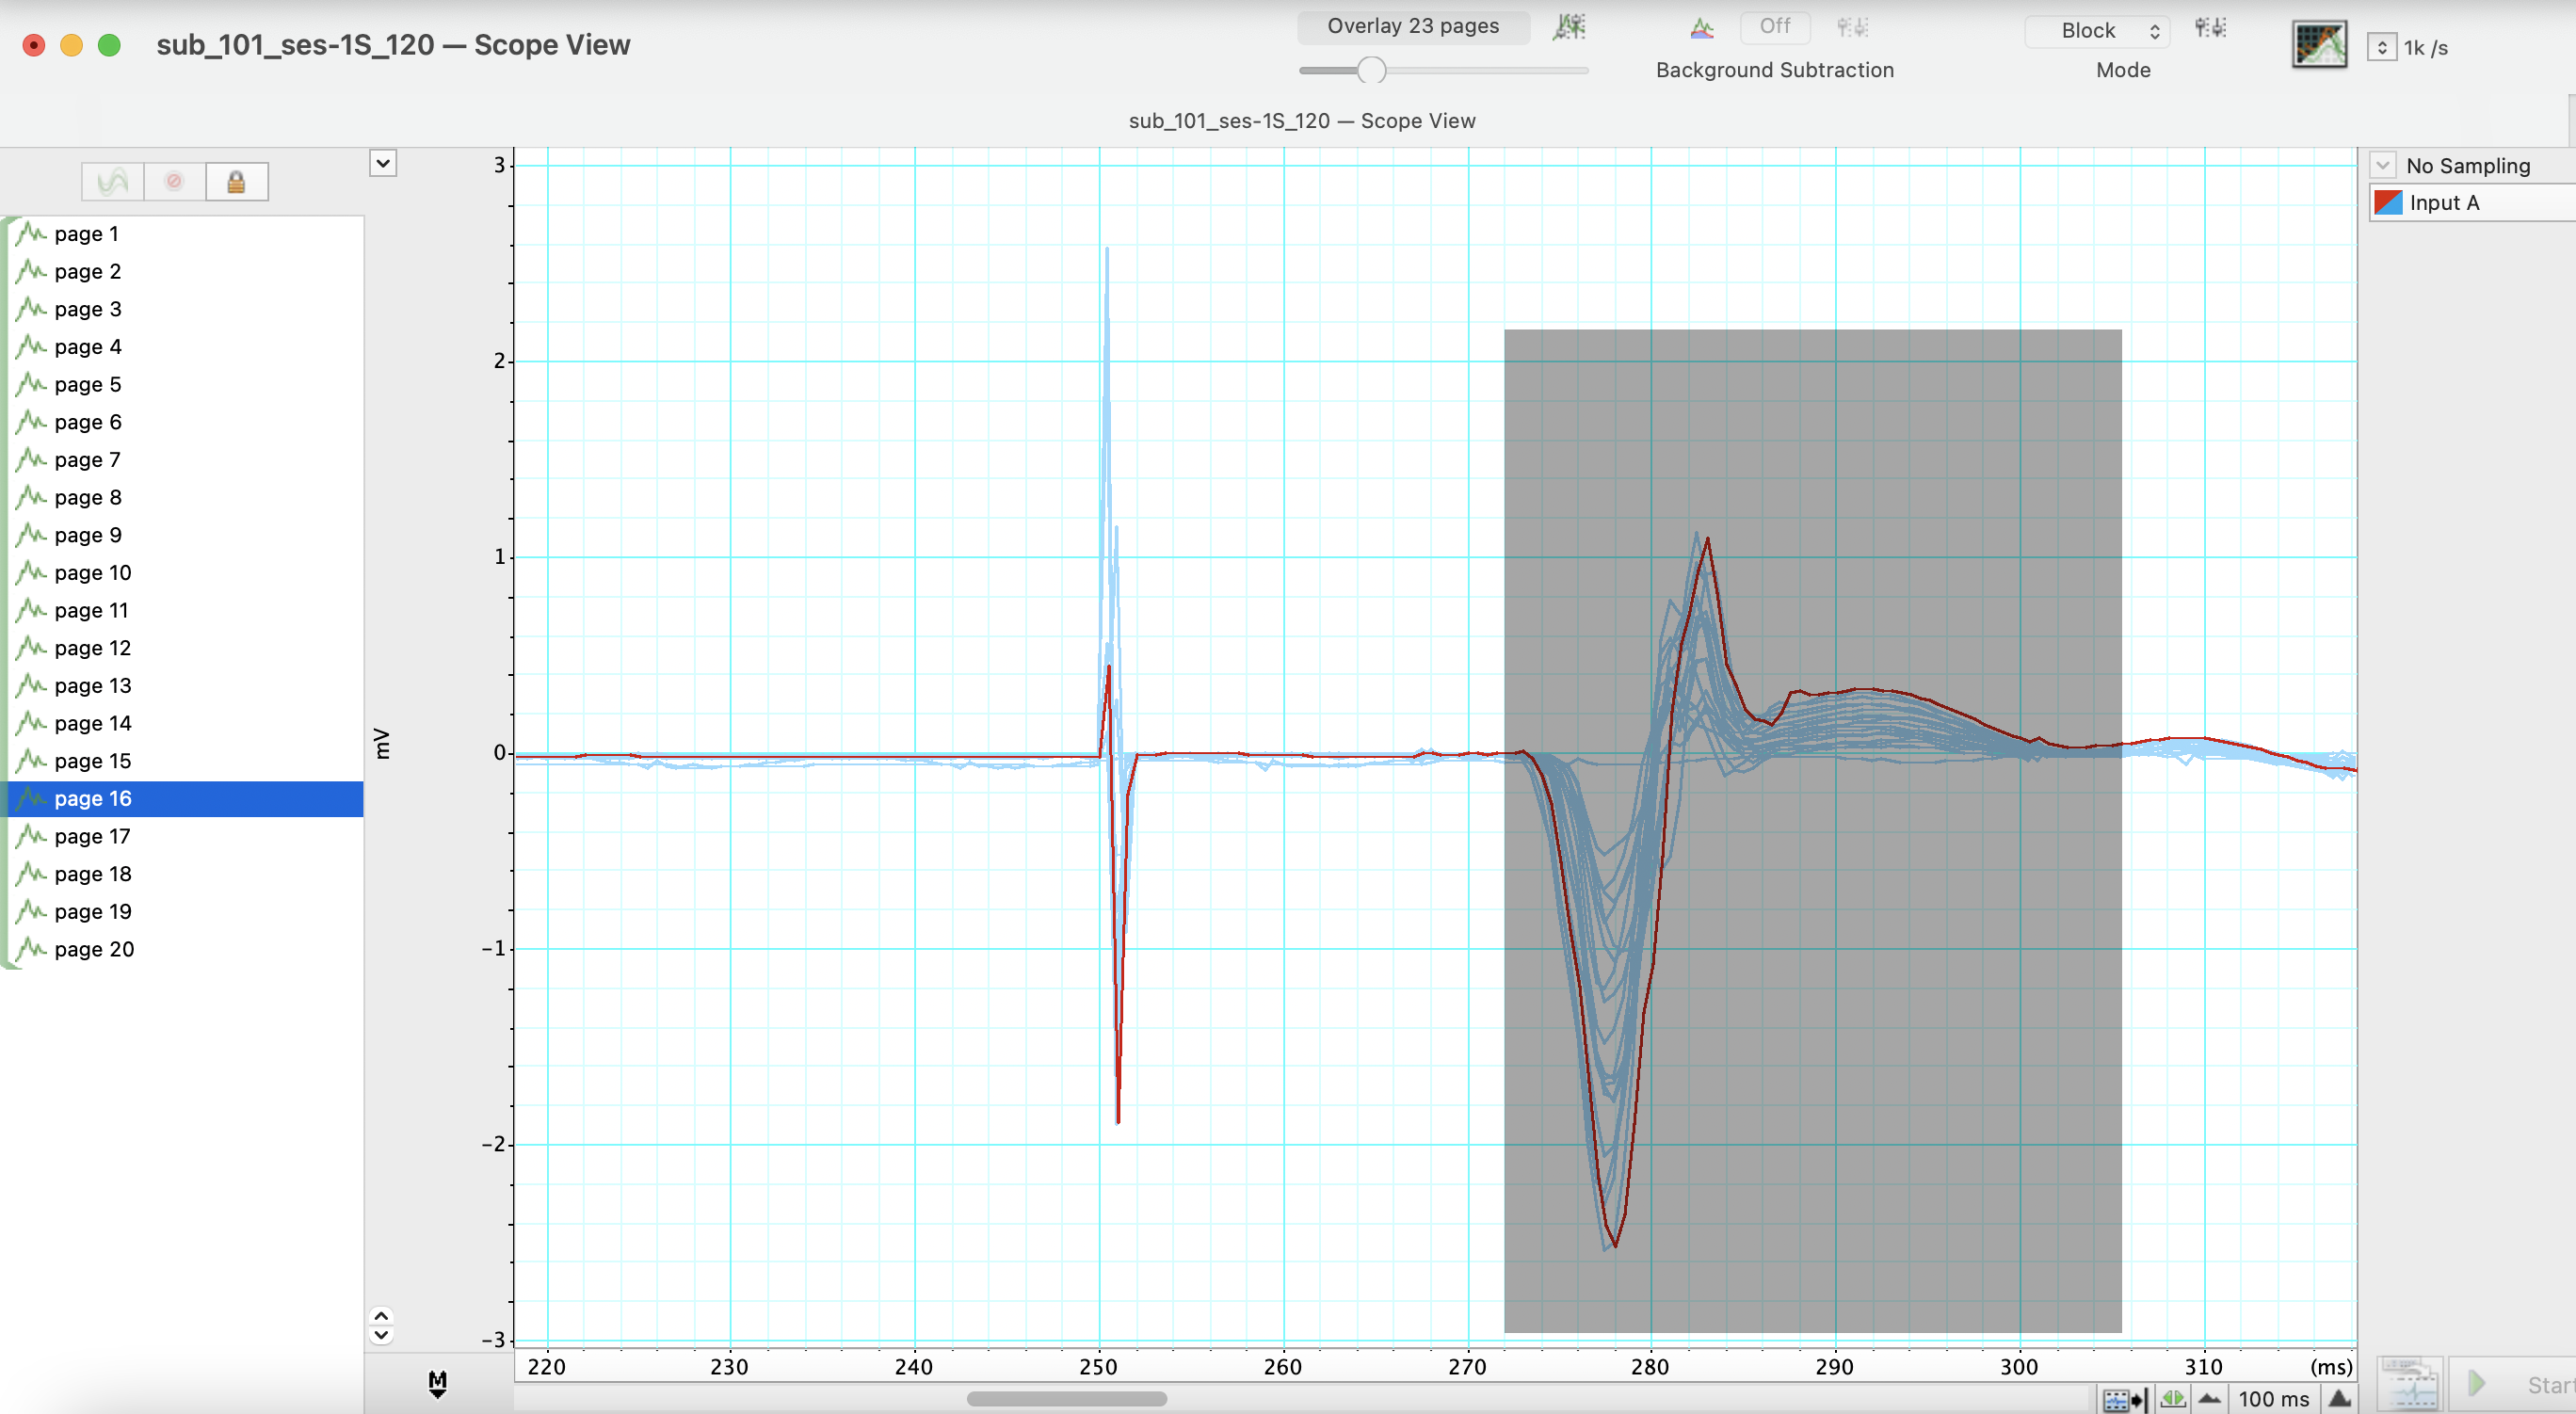 sub_101_ses-1S_120 — Scope View
Overlay 23 pages
Off
Background Subtraction
Block
Mode
1k /s
sub_101_ses-1S_120 — Scope View
No Sampling
Input A
page 1
page 2
page 3
page 4
page 5
page 6
page 7
page 8
page 9
page 10
page 11
page 12
page 13
page 14
page 15
page 16
page 17
page 18
page 19
page 20
mV
3
2
1
0
−1
−2
−3
220 230 240 250 260 270 280 290 300 310 (ms)
M
100 ms
Start